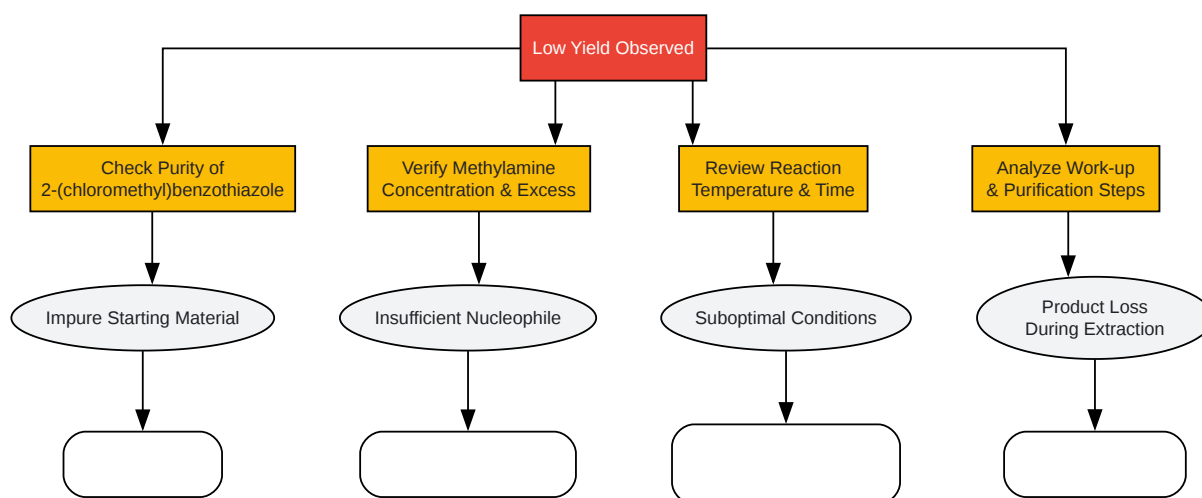 Low Yield Observed
Check Purity of
2-(chloromethyl)benzothiazole
Verify Methylamine
Concentration & Excess
Review Reaction
Temperature & Time
Analyze Work-up
& Purification Steps
Impure Starting Material
Insufficient Nucleophile
Suboptimal Conditions
Product Loss
During Extraction